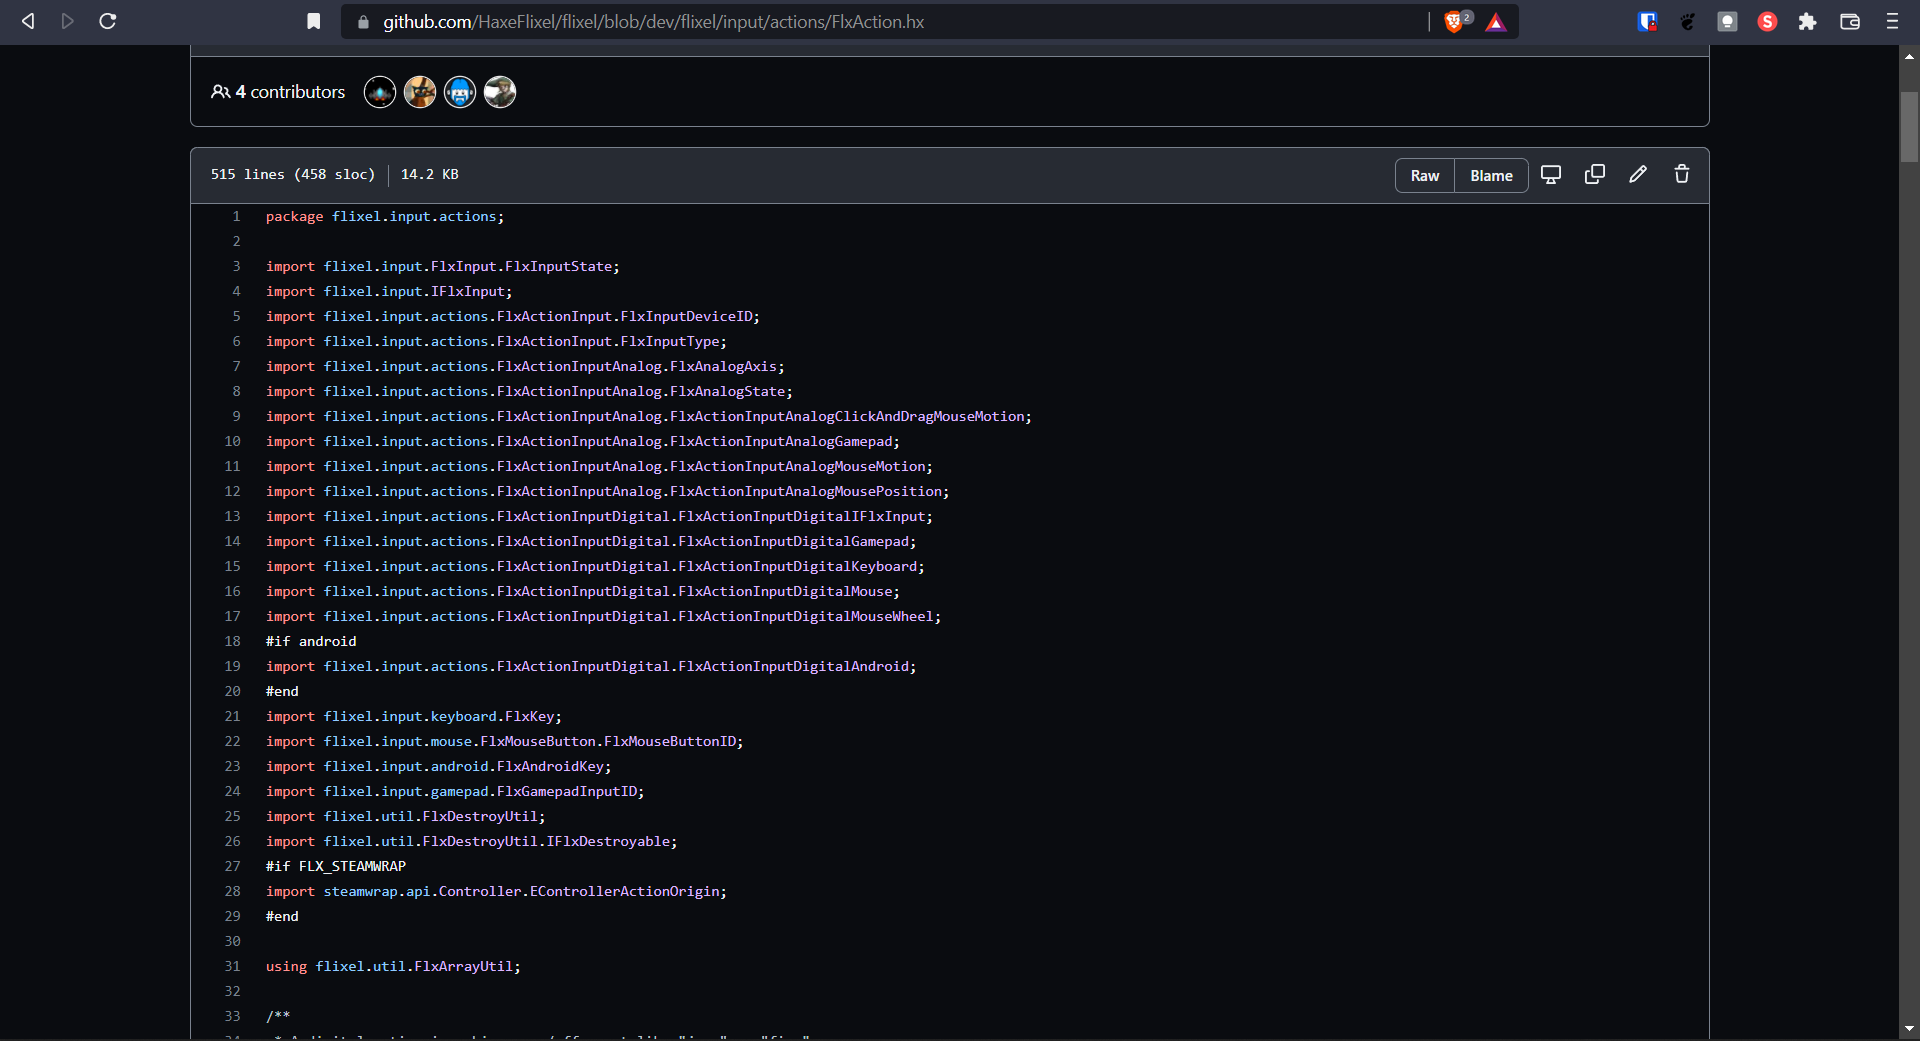 github.com/HaxeFlixel/flixel/blob/dev/flixel/input/actions/FlxAction.hx
2
S
4 contributors
515 lines (458 sloc) 14.2 KB
Raw Blame
1 package flixel.input.actions;
2
3 import flixel.input.FlxInput.FlxInputState;
4 import flixel.input.IFlxInput;
5 import flixel.input.actions.FlxActionInput.FlxInputDeviceID;
6 import flixel.input.actions.FlxActionInput.FlxInputType;
7 import flixel.input.actions.FlxActionInputAnalog.FlxAnalogAxis;
8 import flixel.input.actions.FlxActionInputAnalog.FlxAnalogState;
9 import flixel.input.actions.FlxActionInputAnalog.FlxActionInputAnalogClickAndDragMouseMotion;
10 import flixel.input.actions.FlxActionInputAnalog.FlxActionInputAnalogGamepad;
11 import flixel.input.actions.FlxActionInputAnalog.FlxActionInputAnalogMouseMotion;
12 import flixel.input.actions.FlxActionInputAnalog.FlxActionInputAnalogMousePosition;
13 import flixel.input.actions.FlxActionInputDigital.FlxActionInputDigitalIFlxInput;
14 import flixel.input.actions.FlxActionInputDigital.FlxActionInputDigitalGamepad;
15 import flixel.input.actions.FlxActionInputDigital.FlxActionInputDigitalKeyboard;
16 import flixel.input.actions.FlxActionInputDigital.FlxActionInputDigitalMouse;
17 import flixel.input.actions.FlxActionInputDigital.FlxActionInputDigitalMouseWheel;
18 #if android
19 import flixel.input.actions.FlxActionInputDigital.FlxActionInputDigitalAndroid;
20 #end
21 import flixel.input.keyboard.FlxKey;
22 import flixel.input.mouse.FlxMouseButton.FlxMouseButtonID;
23 import flixel.input.android.FlxAndroidKey;
24 import flixel.input.gamepad.FlxGamepadInputID;
25 import flixel.util.FlxDestroyUtil;
26 import flixel.util.FlxDestroyUtil.IFlxDestroyable;
27 #if FLX_STEAMWRAP
28 import steamwrap.api.Controller.EControllerActionOrigin;
29 #end
30
31 using flixel.util.FlxArrayUtil;
32
33 /**